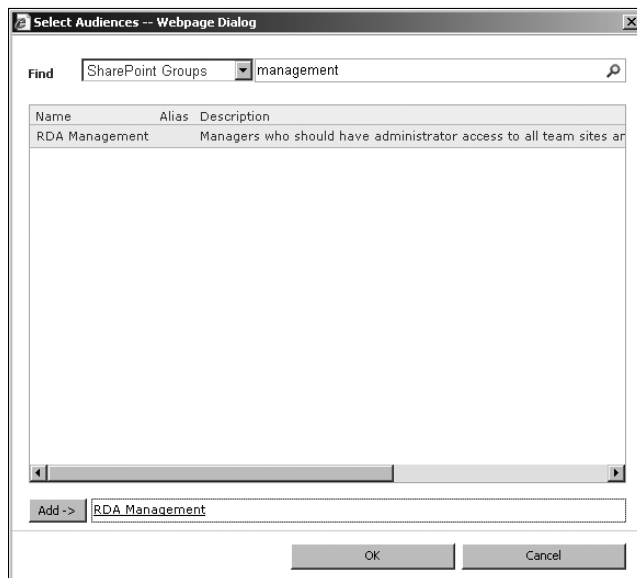 Select Audiences -- Webpage Dialog
Find SharePoint Groups management
Name Alias Description
RDA Management Managers who should have administrator access to all team sites ar
Add -> RDA Management
OK Cancel